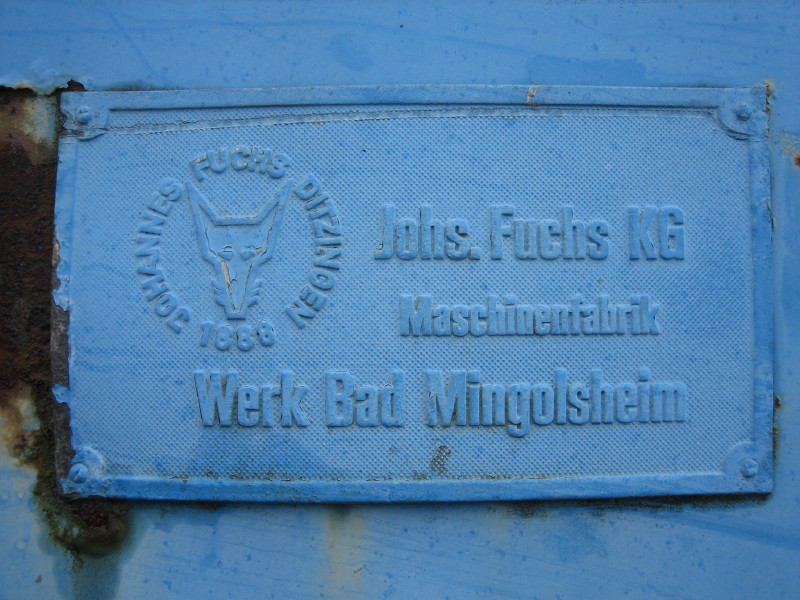 JOHANNES FUCHS DITZINGEN
1888
Johs. Fuchs KG
Maschinenfabrik
Werk Bad Mingolsheim